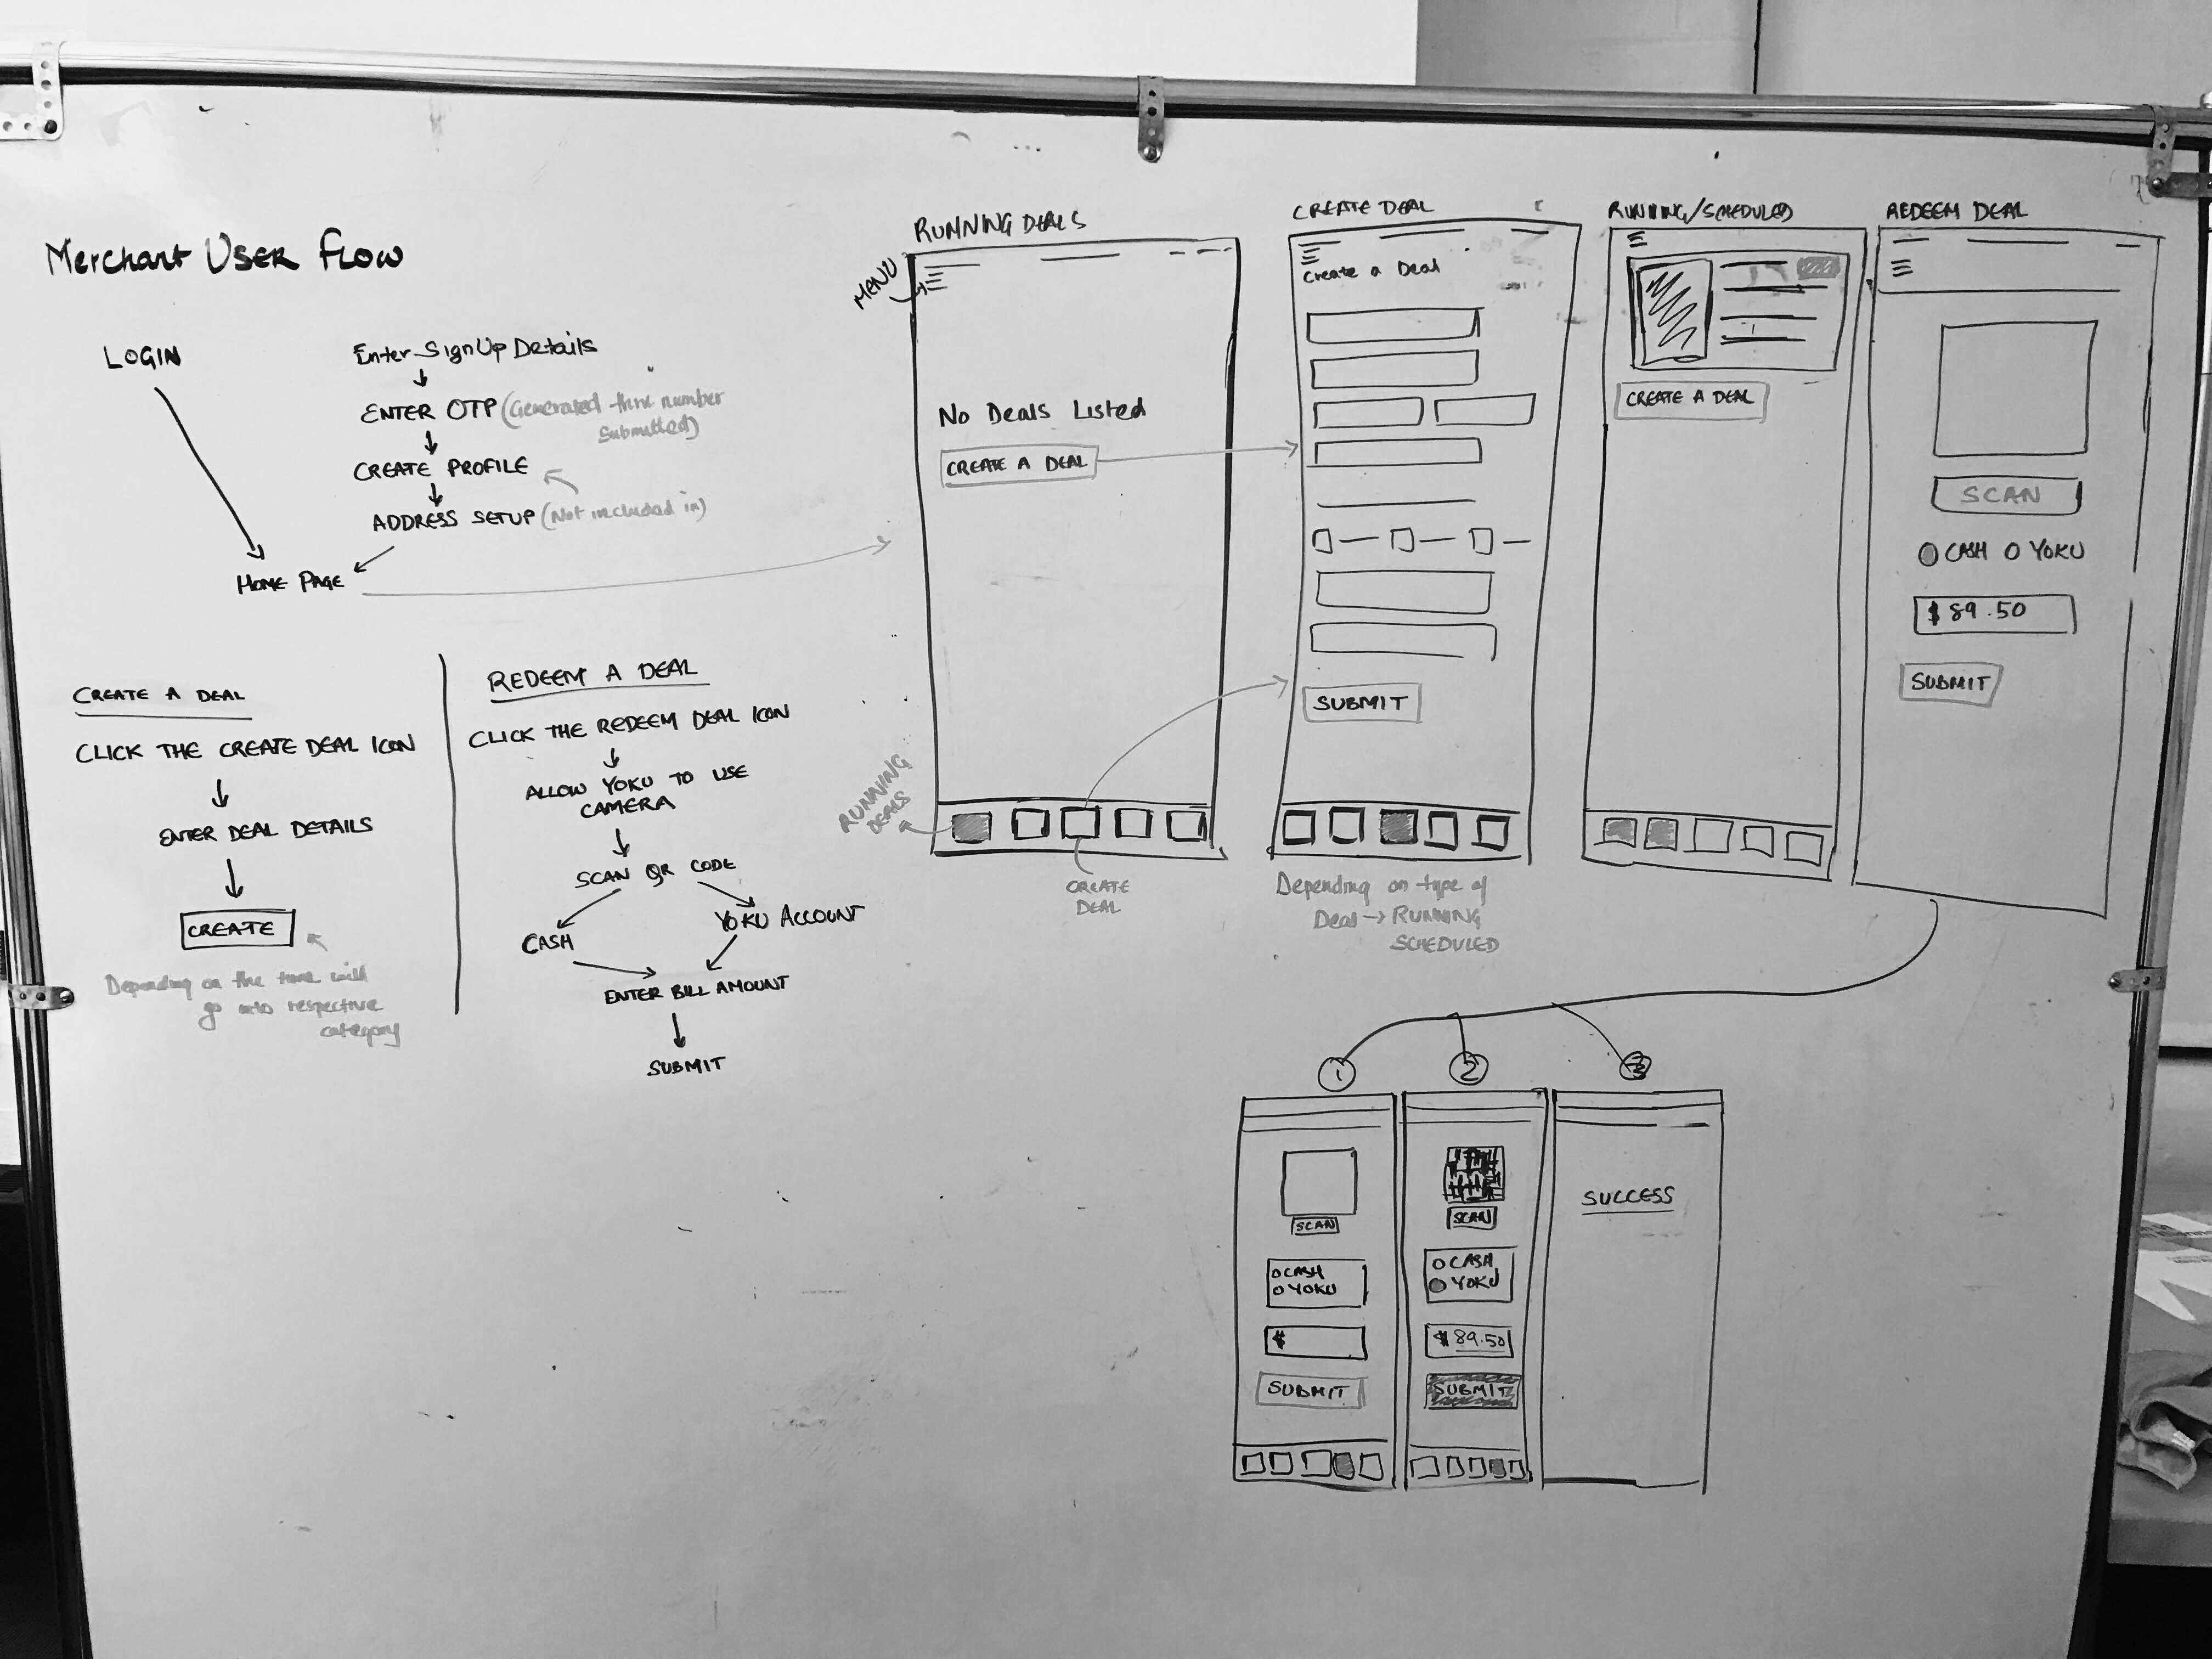 Merchant User Flow
LOGIN
Enter SignUp Details
ENTER OTP (Generated thru number
submitted)
CREATE PROFILE
ADDRESS SETUP (Not included in)
HOME PAGE
CREATE A DEAL
CLICK THE CREATE DEAL ICON
ENTER DEAL DETAILS
CREATE
Depending on the time will
go into respective
category
REDEEM A DEAL
CLICK THE REDEEM DEAL ICON
ALLOW YOKU TO USE
CAMERA
SCAN QR CODE
CASH
YOKU ACCOUNT
ENTER BILL AMOUNT
SUBMIT
RUNNING DEALS
MENU
No Deals Listed
CREATE A DEAL
RUNNING
DEALS
CREATE
DEAL
CREATE DEAL
Create a Deal
SUBMIT
Depending on type of
Deal → RUNNING
SCHEDULED
RUNNING/SCHEDULED
CREATE A DEAL
REDEEM DEAL
SCAN
CASH YOKU
$ 89.50
SUBMIT
1
SCAN
CASH
YOKU
$
SUBMIT
2
SCAN
CASH
YOKU
$ 89.50
SUBMIT
3
SUCCESS